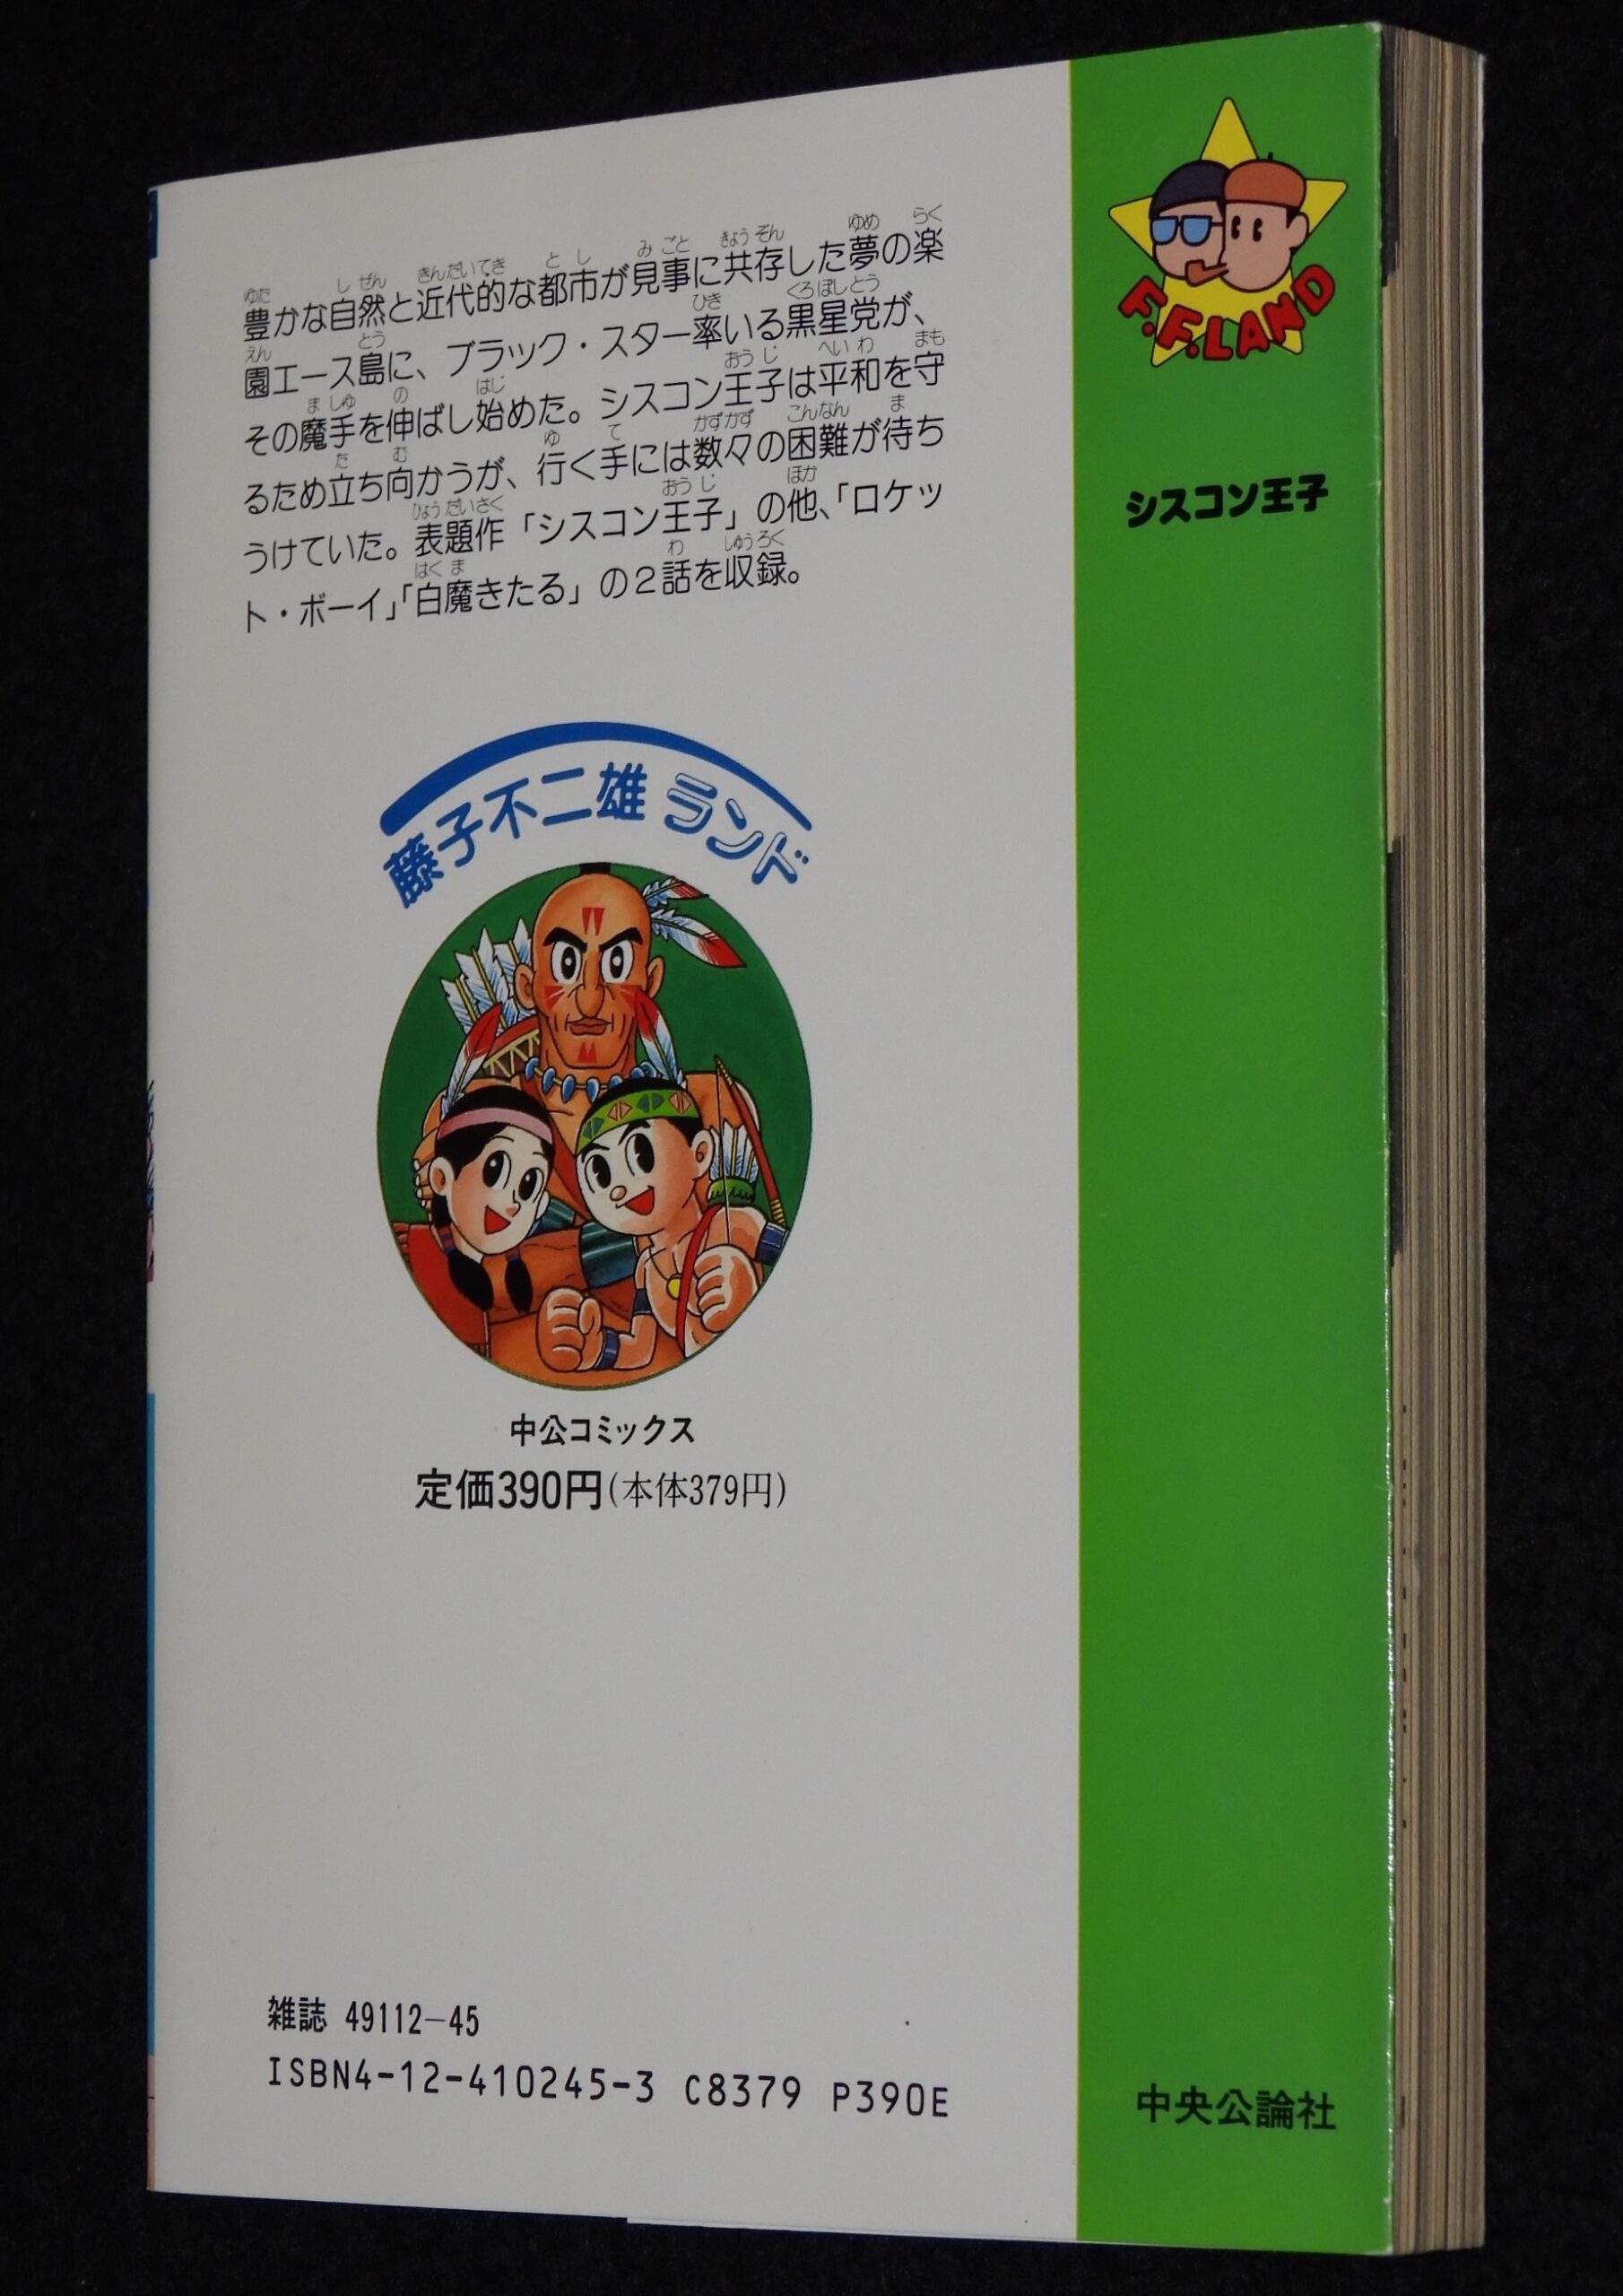 豊かな自然と近代的な都市が見事に共存した夢の楽
園エース島に、ブラック・スター率いる黒星党が、
その魔手を伸ばし始めた。シスコン王子は平和を守
るため立ち向かうが、行く手には数々の困難が待ち
うけていた。表題作「シスコン王子」の他、「ロケッ
ト・ボーイ」「白魔きたる」の2話を収録。
藤子不二雄ランド
中公コミックス
定価390円(本体379円)
雑誌 49112-45
ISBN4-12-410245-3 C8379 P390E
F.F.LAND
シスコン王子
中央公論社